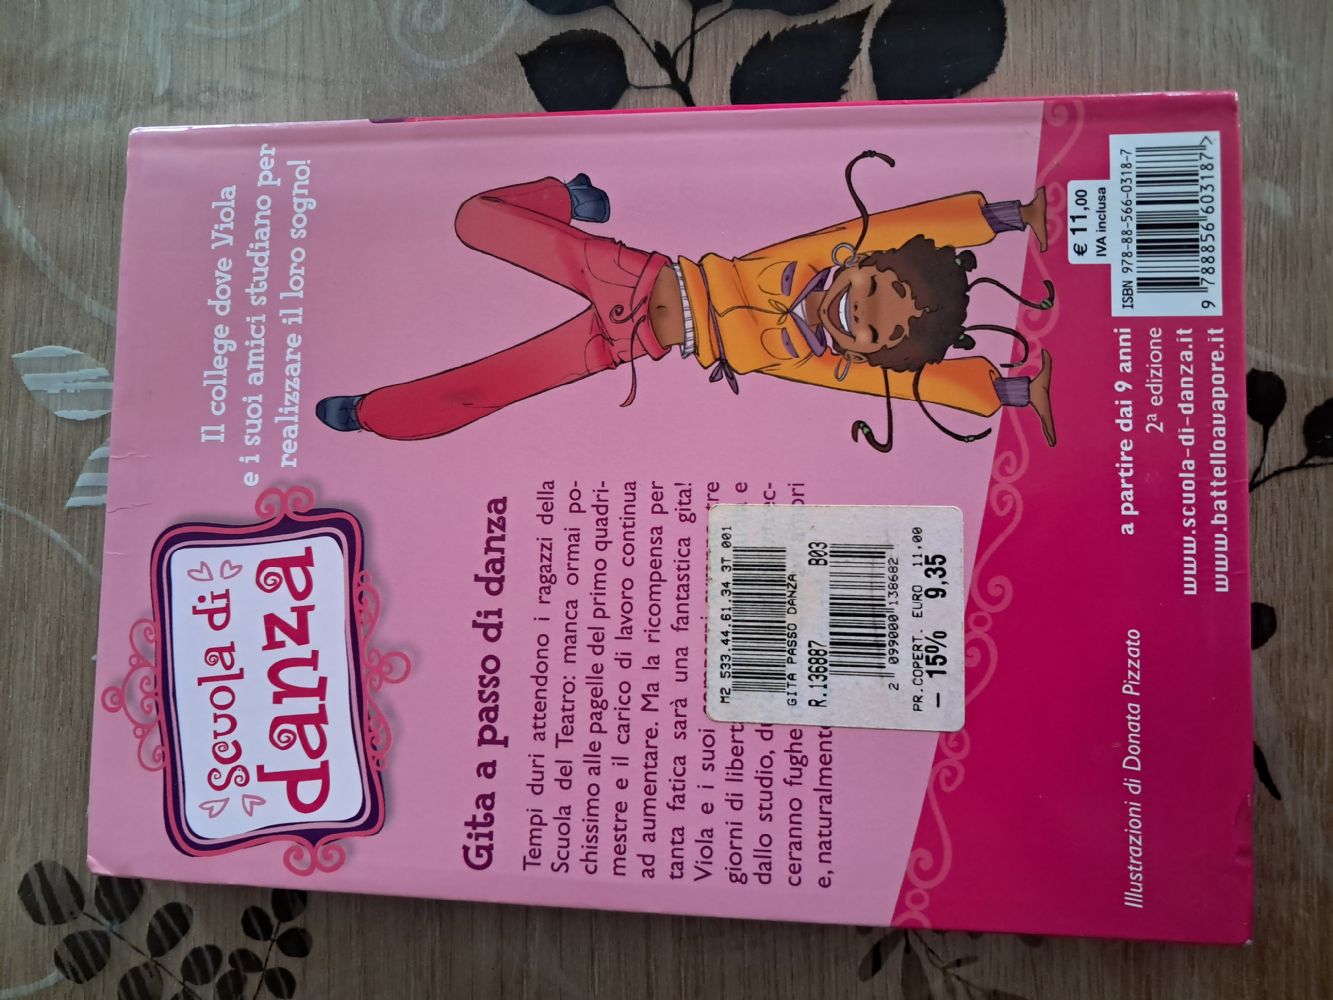 scuola di
danza
Il college dove Viola
e i suoi amici studiano per
realizzare il loro sogno!
Gita a passo di danza
Tempi duri attendono i ragazzi della
Scuola del Teatro: manca ormai po-
chissimo alle pagelle del primo quadri-
mestre e il carico di lavoro continua
ad aumentare. Ma la ricompensa per
tanta fatica sarà una fantastica gita!
Viola e i suoi
giorni di libert e
dallo studio, d
ceranno fughe
e, naturalment
M2 533.44.61.34 3T 001
GITA A PASSO DANZA
R.136887 B03
2 099000 138682
PR.COPERT. EURO 11.00
- 15% 9,35
€ 11,00
IVA inclusa
ISBN 978-88-566-0318-7
9 788856 603187 >
a partire dai 9 anni
2a edizione
www.scuola-di-danza.it
www.battelloavapore.it
Illustrazioni di Donata Pizzato